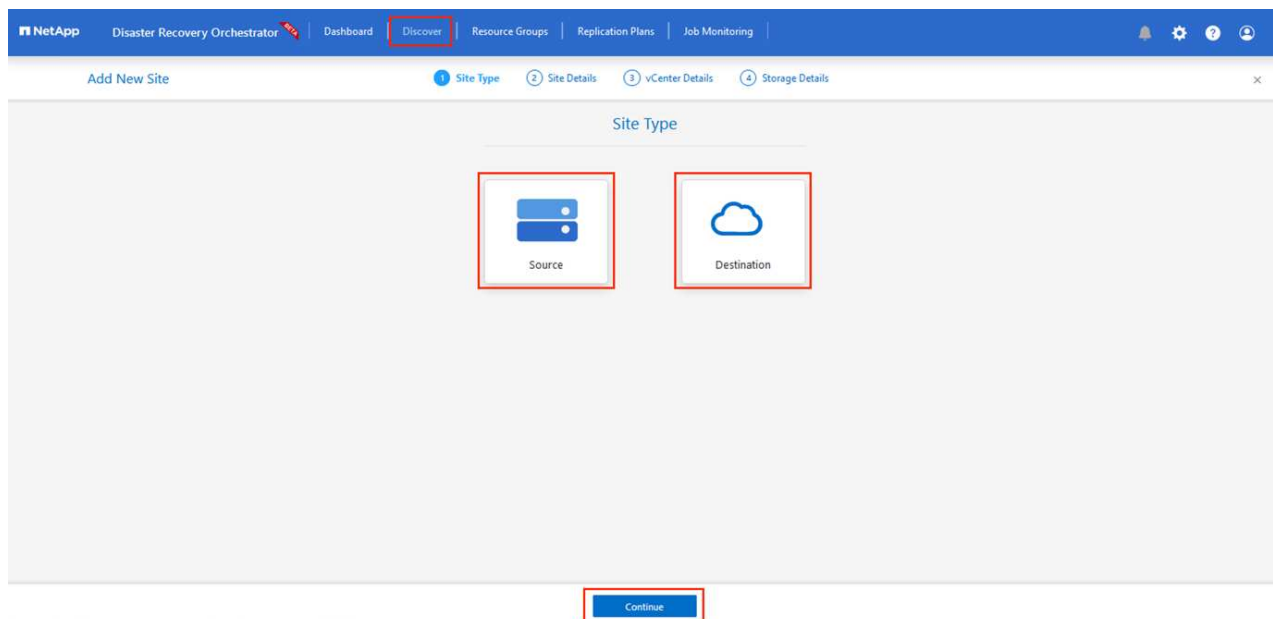 NetApp Disaster Recovery Orchestrator BETA Dashboard Discover Resource Groups Replication Plans Job Monitoring ?
Add New Site 1 Site Type 2 Site Details 3 vCenter Details 4 Storage Details
Site Type
Source Destination
Continue